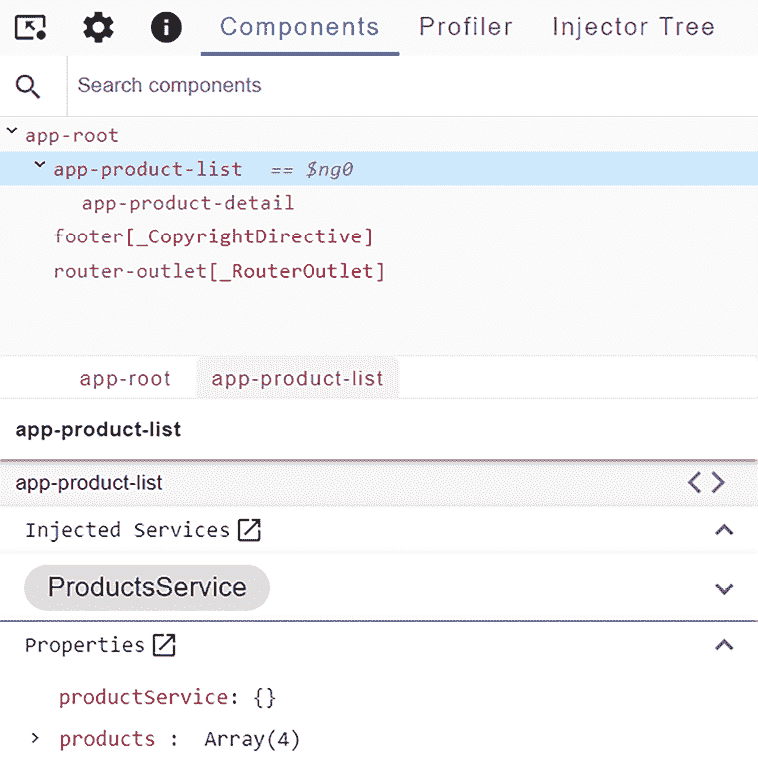 Components Profiler Injector Tree
Search components
app-root
app-product-list == $ng0
app-product-detail
footer[_CopyrightDirective]
router-outlet[_RouterOutlet]
app-root app-product-list
app-product-list
app-product-list
Injected Services
ProductsService
Properties
productService: {}
products : Array(4)